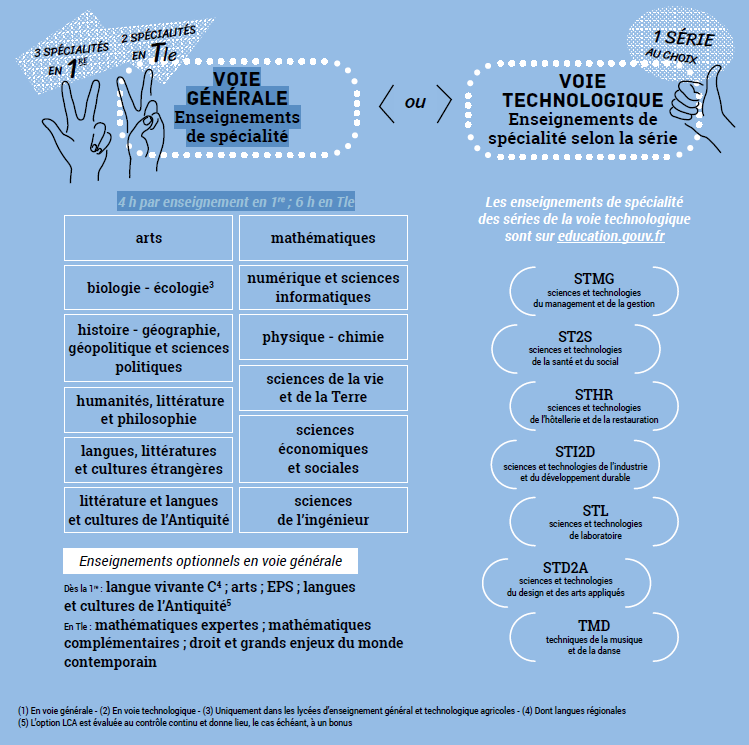 3 SPÉCIALITÉS
EN 1RE
2 SPÉCIALITÉS
EN Tle
VOIE
GÉNÉRALE
Enseignements
de spécialité
ou
1 SÉRIE
AU CHOIX
VOIE
TECHNOLOGIQUE
Enseignements de
spécialité selon la série
4 h par enseignement en 1re ; 6 h en Tle
arts
biologie - écologie3
histoire - géographie,
géopolitique et sciences
politiques
humanités, littérature
et philosophie
langues, littératures
et cultures étrangères
littérature et langues
et cultures de l'Antiquité
mathématiques
numérique et sciences
informatiques
physique - chimie
sciences de la vie
et de la Terre
sciences
économiques
et sociales
sciences
de l'ingénieur
Enseignements optionnels en voie générale
Dès la 1re : langue vivante C4 ; arts ; EPS ; langues
et cultures de l'Antiquité5
En Tle : mathématiques expertes ; mathématiques
complémentaires ; droit et grands enjeux du monde
contemporain
Les enseignements de spécialité
des séries de la voie technologique
sont sur education.gouv.fr
STMG
sciences et technologies
du management et de la gestion
ST2S
sciences et technologies
de la santé et du social
STHR
sciences et technologies
de l'hôtellerie et de la restauration
STI2D
sciences et technologies de l'industrie
et du développement durable
STL
sciences et technologies
de laboratoire
STD2A
sciences et technologies
du design et des arts appliqués
TMD
techniques de la musique
et de la danse
(1) En voie générale - (2) En voie technologique - (3) Uniquement dans les lycées d'enseignement général et technologique agricoles - (4) Dont langues régionales
(5) L'option LCA est évaluée au contrôle continu et donne lieu, le cas échéant, à un bonus